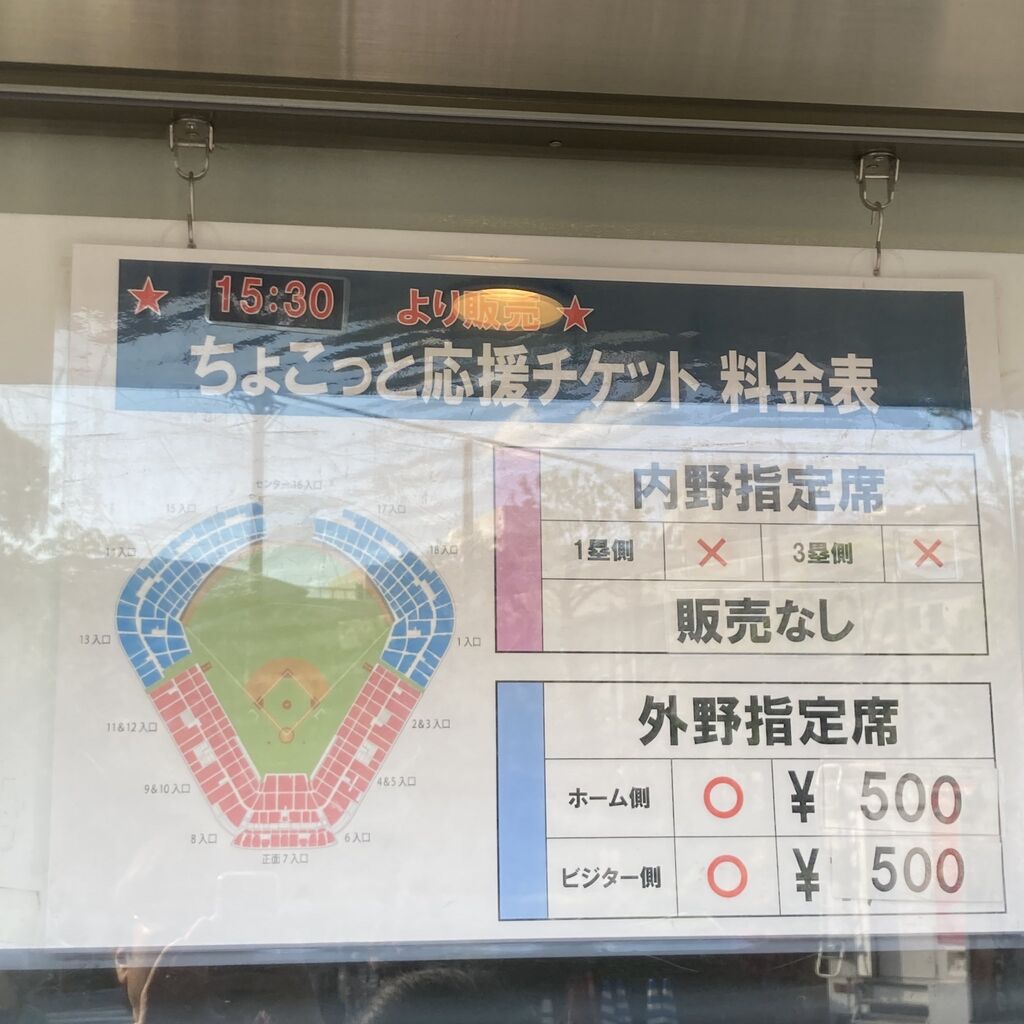 ★ 15:30 より販売 ★
ちょこっと応援チケット 料金表
センター 16入口
15入口
17入口
18入口
13入口
1入口
11&12入口
2&3入口
9&10入口
4&5入口
8入口
6入口
正面7入口
内野指定席
1塁側 × 3塁側 ×
販売なし
外野指定席
ホーム側 ○ ¥ 500
ビジター側 ○ ¥ 500